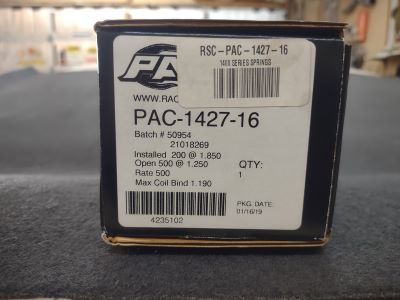 RSC-PAC-1427-16
1400 SERIES SPRINGS
PA
WWW.RAC
PAC-1427-16
Batch # 50954
21018269
Installed 200 @ 1.850
Open 500 @ 1.250
Rate 500
Max Coil Bind 1.190
QTY:
1
4235102
PKG. DATE:
01/16/19